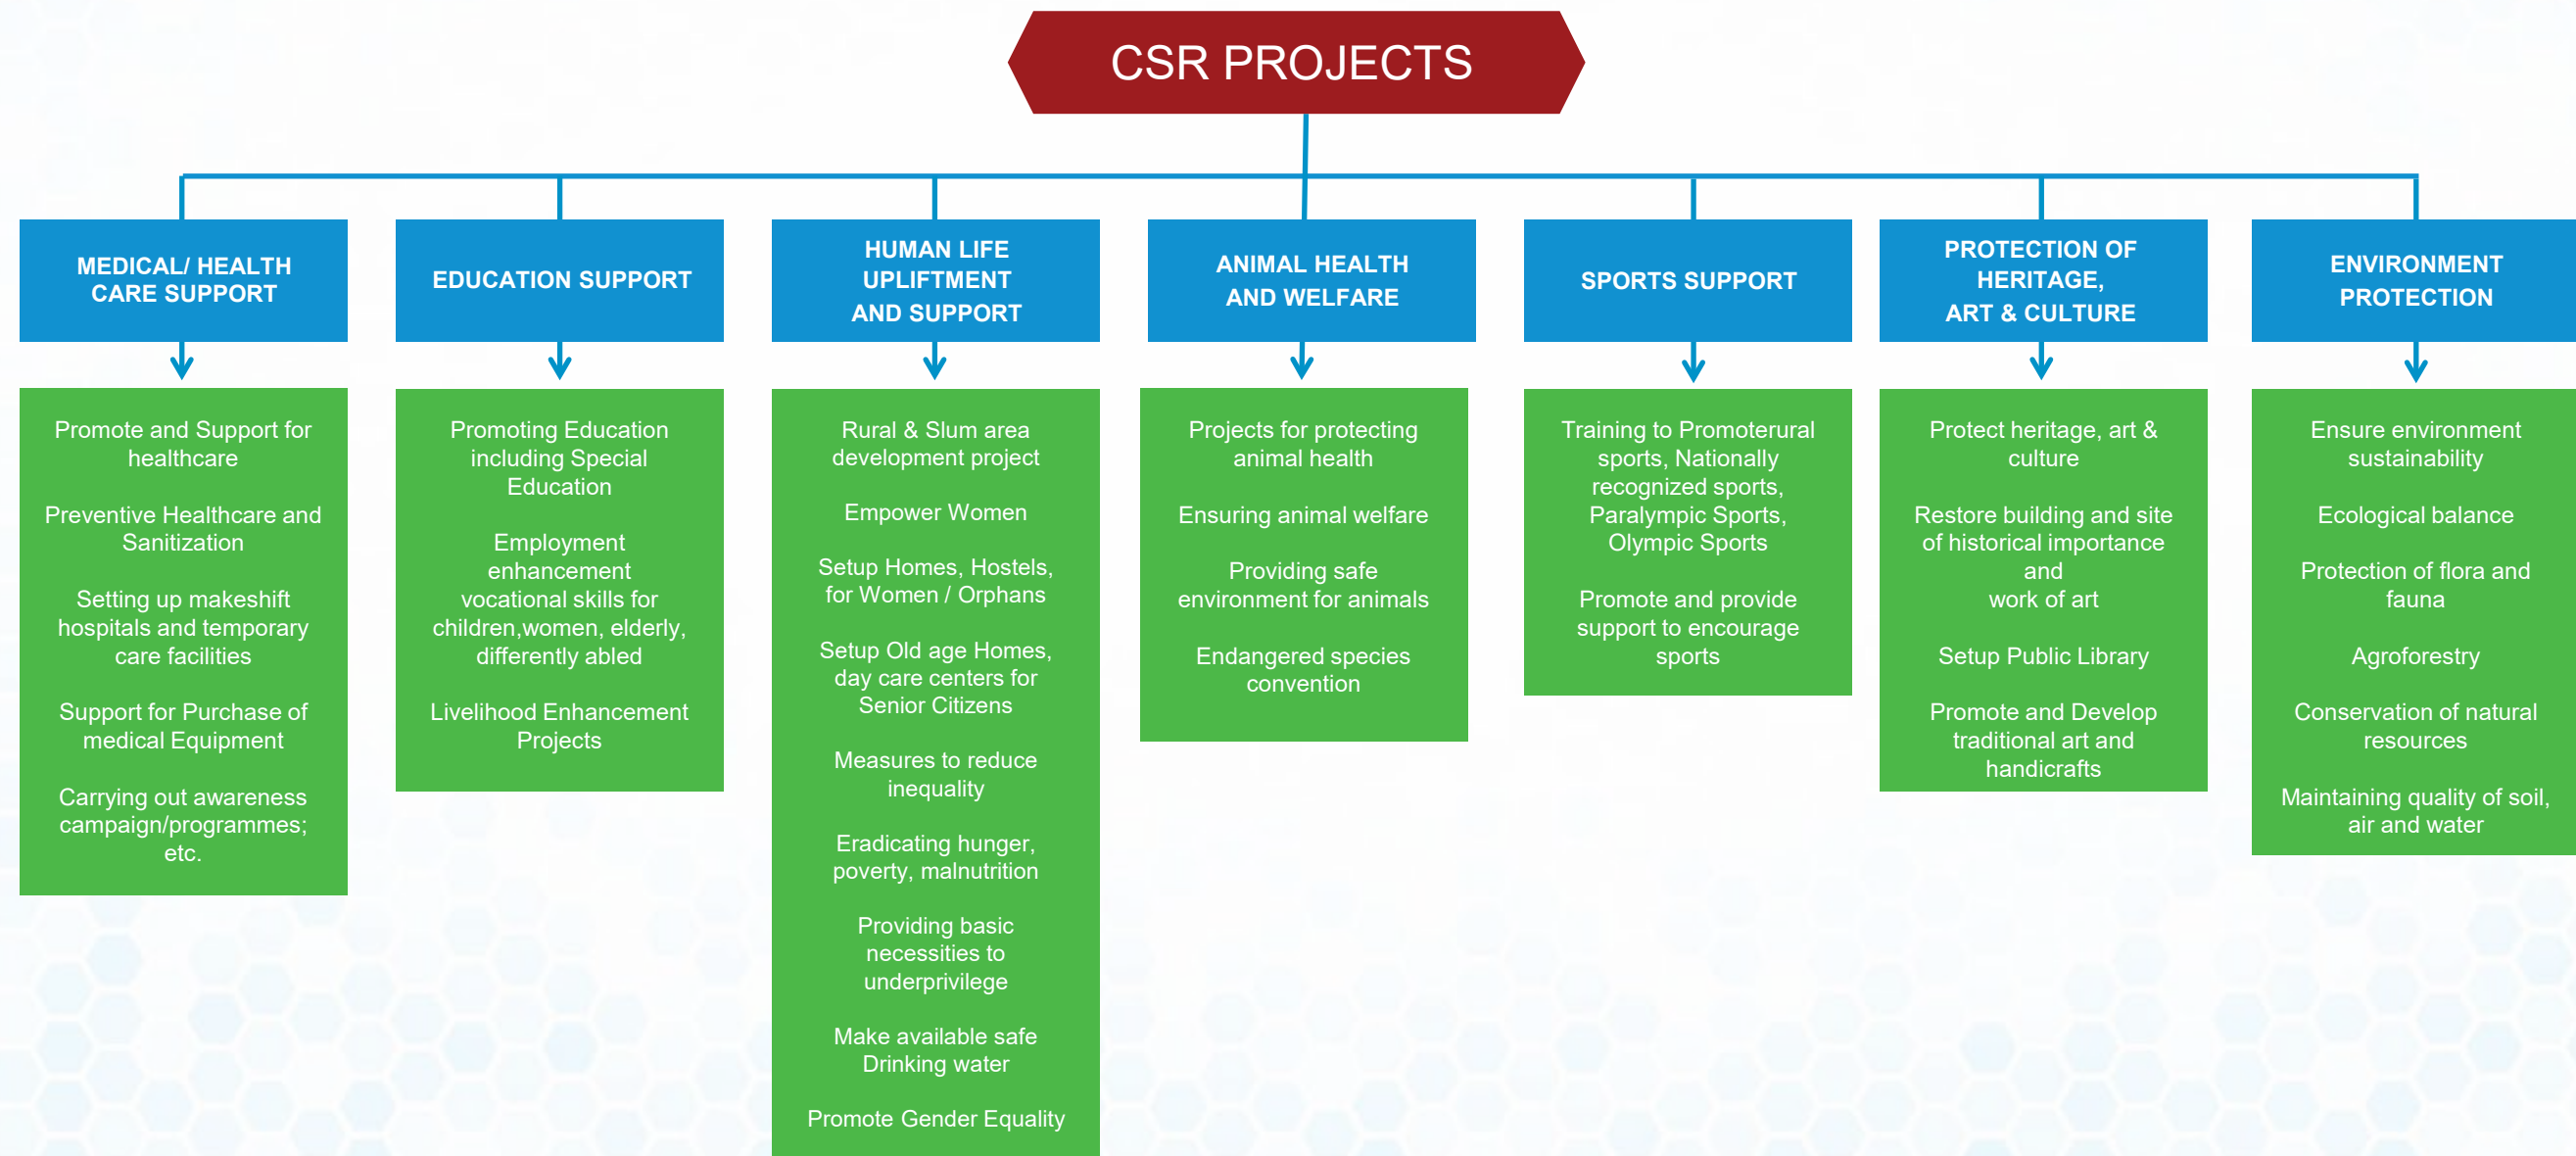 CSR PROJECTS
MEDICAL/ HEALTH
CARE SUPPORT
Promote and Support for
healthcare
Preventive Healthcare and
Sanitization
Setting up makeshift
hospitals and temporary
care facilities
Support for Purchase of
medical Equipment
Carrying out awareness
campaign/programmes;
etc.
EDUCATION SUPPORT
Promoting Education
including Special
Education
Employment
enhancement
vocational skills for
children,women, elderly,
differently abled
Livelihood Enhancement
Projects
HUMAN LIFE
UPLIFTMENT
AND SUPPORT
Rural & Slum area
development project
Empower Women
Setup Homes, Hostels,
for Women / Orphans
Setup Old age Homes,
day care centers for
Senior Citizens
Measures to reduce
inequality
Eradicating hunger,
poverty, malnutrition
Providing basic
necessities to
underprivilege
Make available safe
Drinking water
Promote Gender Equality
ANIMAL HEALTH
AND WELFARE
Projects for protecting
animal health
Ensuring animal welfare
Providing safe
environment for animals
Endangered species
convention
SPORTS SUPPORT
Training to Promoterural
sports, Nationally
recognized sports,
Paralympic Sports,
Olympic Sports
Promote and provide
support to encourage
sports
PROTECTION OF
HERITAGE,
ART & CULTURE
Protect heritage, art &
culture
Restore building and site
of historical importance
and
work of art
Setup Public Library
Promote and Develop
traditional art and
handicrafts
ENVIRONMENT
PROTECTION
Ensure environment
sustainability
Ecological balance
Protection of flora and
fauna
Agroforestry
Conservation of natural
resources
Maintaining quality of soil,
air and water